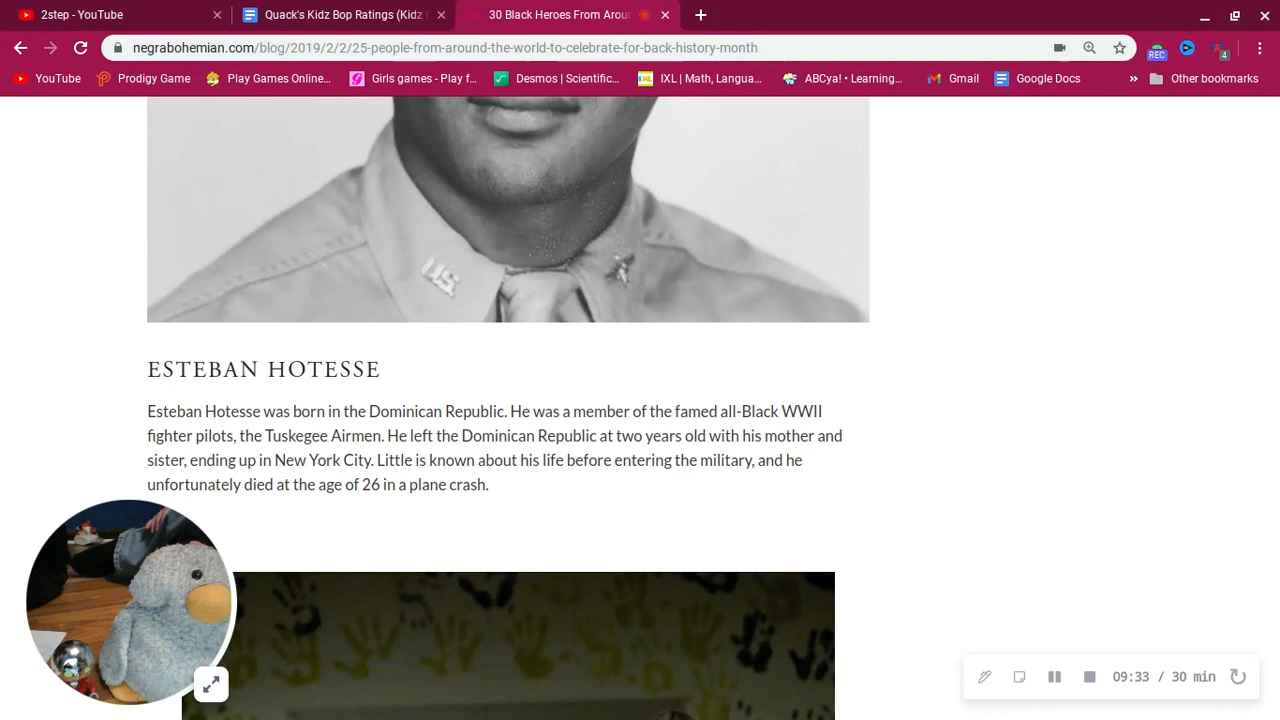 2step - YouTube
Quack's Kidz Bop Ratings (Kidz
30 Black Heroes From Arou
negrabohemian.com/blog/2019/2/2/25-people-from-around-the-world-to-celebrate-for-back-history-month
REC
4
YouTube
Prodigy Game
Play Games Online...
Girls games - Play f...
Desmos | Scientific...
IXL
IXL | Math, Langua...
ABCya! • Learning...
Gmail
Google Docs
»
Other bookmarks
U.S.
ESTEBAN HOTESSE
Esteban Hotesse was born in the Dominican Republic. He was a member of the famed all-Black WWII
fighter pilots, the Tuskegee Airmen. He left the Dominican Republic at two years old with his mother and
sister, ending up in New York City. Little is known about his life before entering the military, and he
unfortunately died at the age of 26 in a plane crash.
09:33 / 30 min